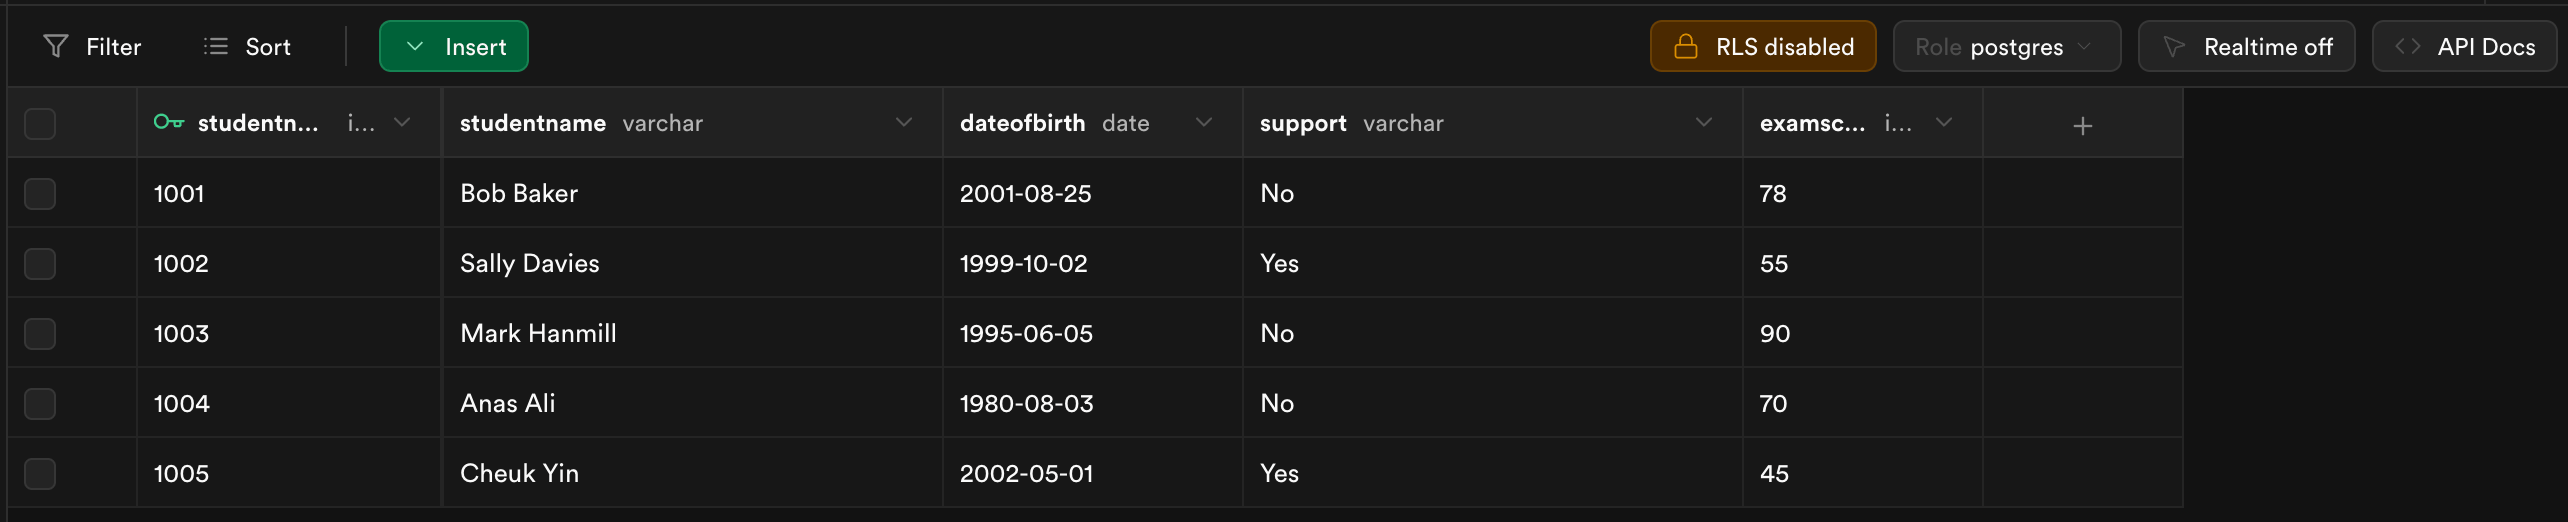 Filter Sort Insert RLS disabled Role postgres Realtime off API Docs
studentn... i... studentname varchar dateofbirth date support varchar examsc... i... +
1001 Bob Baker 2001-08-25 No 78
1002 Sally Davies 1999-10-02 Yes 55
1003 Mark Hanmill 1995-06-05 No 90
1004 Anas Ali 1980-08-03 No 70
1005 Cheuk Yin 2002-05-01 Yes 45